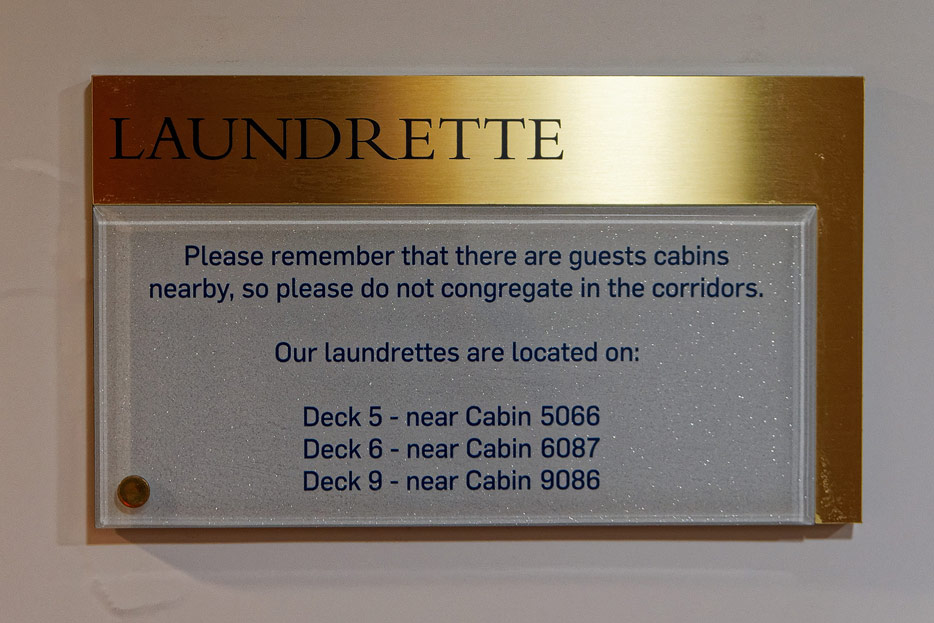 LAUNDRETTE
Please remember that there are guests cabins
nearby, so please do not congregate in the corridors.
Our laundrettes are located on:
Deck 5 - near Cabin 5066
Deck 6 - near Cabin 6087
Deck 9 - near Cabin 9086